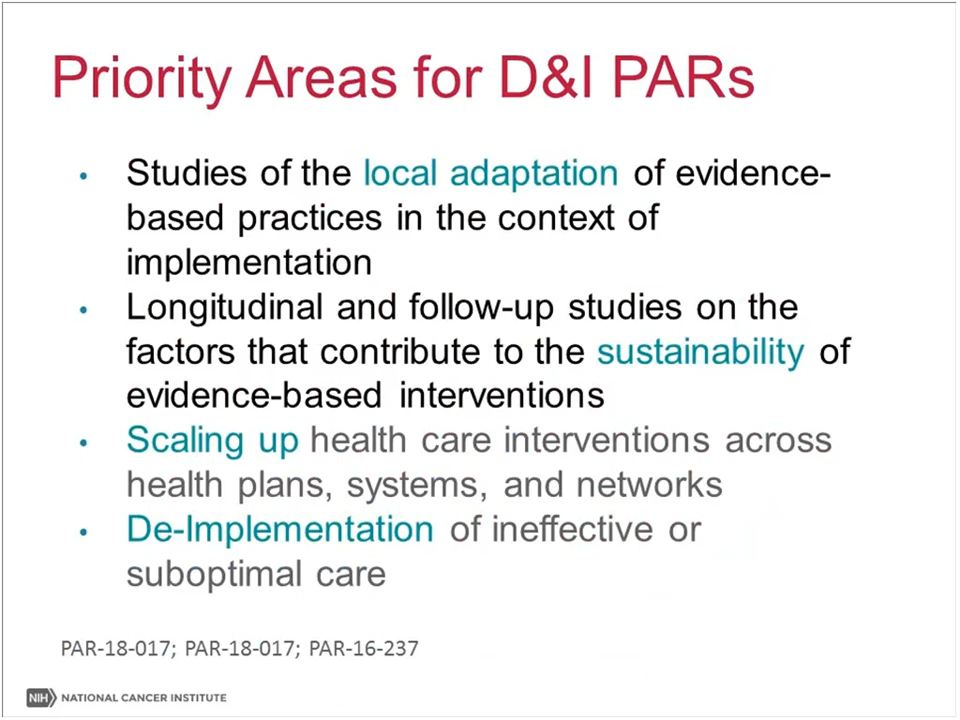 Priority Areas for D&I PARs
• Studies of the local adaptation of evidence-
based practices in the context of
implementation
• Longitudinal and follow-up studies on the
factors that contribute to the sustainability of
evidence-based interventions
• Scaling up health care interventions across
health plans, systems, and networks
• De-Implementation of ineffective or
suboptimal care
PAR-18-017; PAR-18-017; PAR-16-237
NIH NATIONAL CANCER INSTITUTE